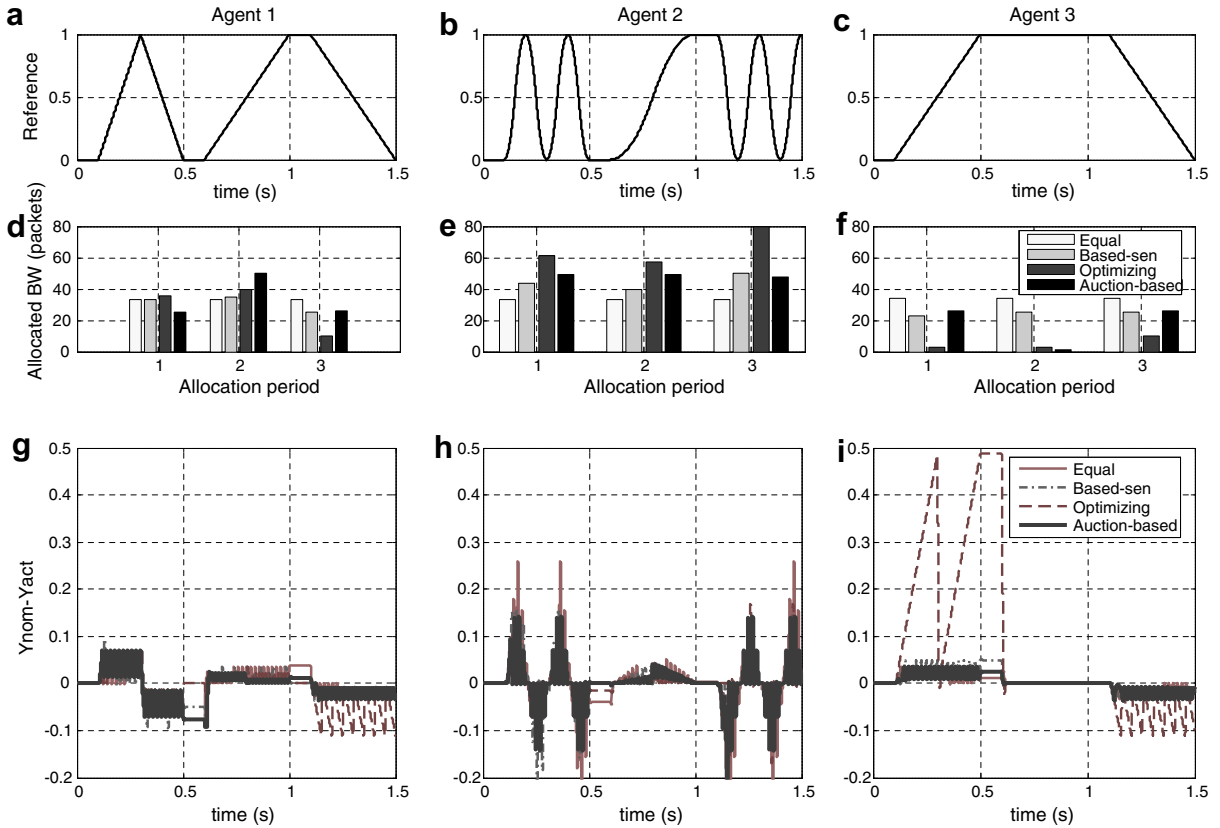 a
Agent 1
b
Agent 2
c
Agent 3
Reference
1
0.5
0
0
0.5
1
1.5
time (s)
1
0.5
0
0
0.5
1
1.5
time (s)
1
0.5
1
0
0.5
1
1.5
time (s)
d
Allocated BW (packets)
80
60
40
20
0
1
2
3
Allocation period
e
80
60
40
20
0
1
2
3
Allocation period
f
80
60
40
20
0
1
2
3
Allocation period
Equal
Based-sen
Optimizing
Auction-based
g
Ynom-Yact
0.5
0.4
0.3
0.2
0.1
0
-0.1
-0.2
0
0.5
1
1.5
time (s)
h
0.5
0.4
0.3
0.2
0.1
0
-0.1
-0.2
0
0.5
1
1.5
time (s)
i
0.5
0.4
0.3
0.2
0.1
0
-0.1
-0.2
0
0.5
1
1.5
time (s)
Equal
Based-sen
Optimizing
Auction-based